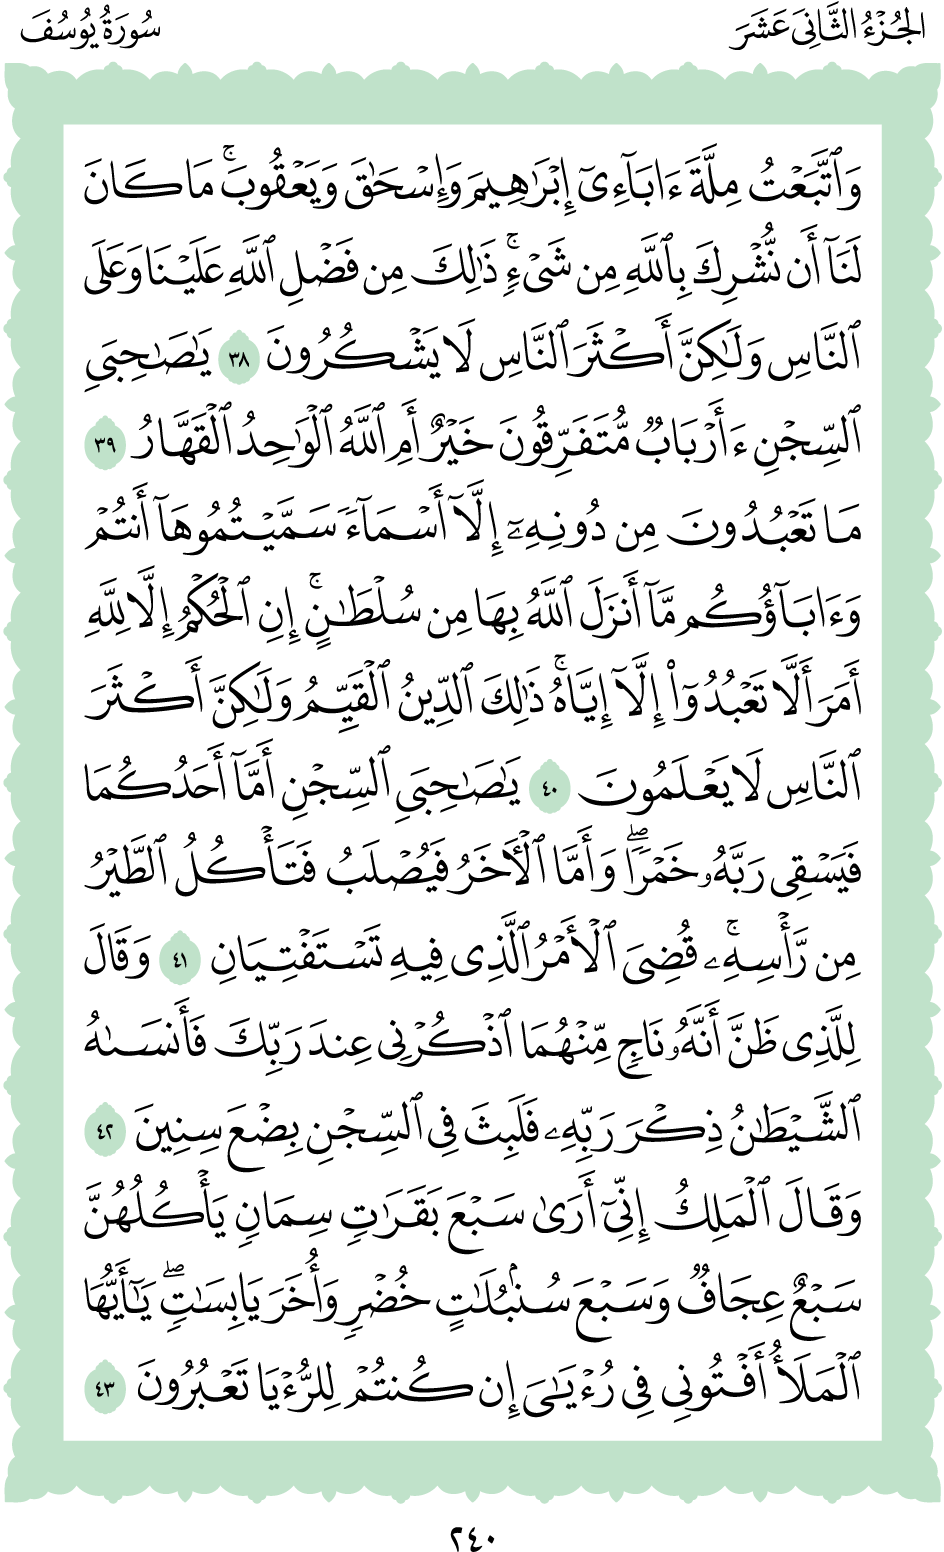 الجُزْءُ الثَّانِيَ عَشَرَ
سُورَةُ يُوسُفَ
وَٱتَّبَعۡتُ مِلَّةَ ءَابَآءِيٓ إِبۡرَٰهِيمَ وَإِسۡحَٰقَ وَيَعۡقُوبَۚ مَا كَانَ
لَنَآ أَن نُّشۡرِكَ بِٱللَّهِ مِن شَيۡءٖۚ ذَٰلِكَ مِن فَضۡلِ ٱللَّهِ عَلَيۡنَا وَعَلَى
ٱلنَّاسِ وَلَٰكِنَّ أَكۡثَرَ ٱلنَّاسِ لَا يَشۡكُرُونَ ٣٨ يَٰصَٰحِبَيِ
ٱلسِّجۡنِ ءَأَرۡبَابٞ مُّتَفَرِّقُونَ خَيۡرٌ أَمِ ٱللَّهُ ٱلۡوَٰحِدُ ٱلۡقَهَّارُ ٣٩
مَا تَعۡبُدُونَ مِن دُونِهِۦٓ إِلَّآ أَسۡمَآءٗ سَمَّيۡتُمُوهَآ أَنتُمۡ
وَءَابَآؤُكُم مَّآ أَنزَلَ ٱللَّهُ بِهَا مِن سُلۡطَٰنٍۚ إِنِ ٱلۡحُكۡمُ إِلَّا لِلَّهِ
أَمَرَ أَلَّا تَعۡبُدُوٓاْ إِلَّآ إِيَّاهُۚ ذَٰلِكَ ٱلدِّينُ ٱلۡقَيِّمُ وَلَٰكِنَّ أَكۡثَرَ
ٱلنَّاسِ لَا يَعۡلَمُونَ ٤٠ يَٰصَٰحِبَيِ ٱلسِّجۡنِ أَمَّآ أَحَدُكُمَا
فَيَسۡقِي رَبَّهُۥ خَمۡرٗاۖ وَأَمَّا ٱلۡأٓخَرُ فَيُصۡلَبُ فَتَأۡكُلُ ٱلطَّيۡرُ
مِن رَّأۡسِهِۦۚ قُضِيَ ٱلۡأَمۡرُ ٱلَّذِي فِيهِ تَسۡتَفۡتِيَانِ ٤١ وَقَالَ
لِلَّذِي ظَنَّ أَنَّهُۥ نَاجٖ مِّنۡهُمَا ٱذۡكُرۡنِي عِندَ رَبِّكَ فَأَنسَىٰهُ
ٱلشَّيۡطَٰنُ ذِكۡرَ رَبِّهِۦ فَلَبِثَ فِي ٱلسِّجۡنِ بِضۡعَ سِنِينَ ٤٢
وَقَالَ ٱلۡمَلِكُ إِنِّيٓ أَرَىٰ سَبۡعَ بَقَرَٰتٖ سِمَانٖ يَأۡكُلُهُنَّ
سَبۡعٌ عِجَافٞ وَسَبۡعَ سُنۢبُلَٰتٍ خُضۡرٖ وَأُخَرَ يَابِسَٰتٖۖ يَٰٓأَيُّهَا
ٱلۡمَلَأُ أَفۡتُونِي فِي رُءۡيَٰيَ إِن كُنتُمۡ لِلرُّءۡيَا تَعۡبُرُونَ ٤٣
٢٤٠